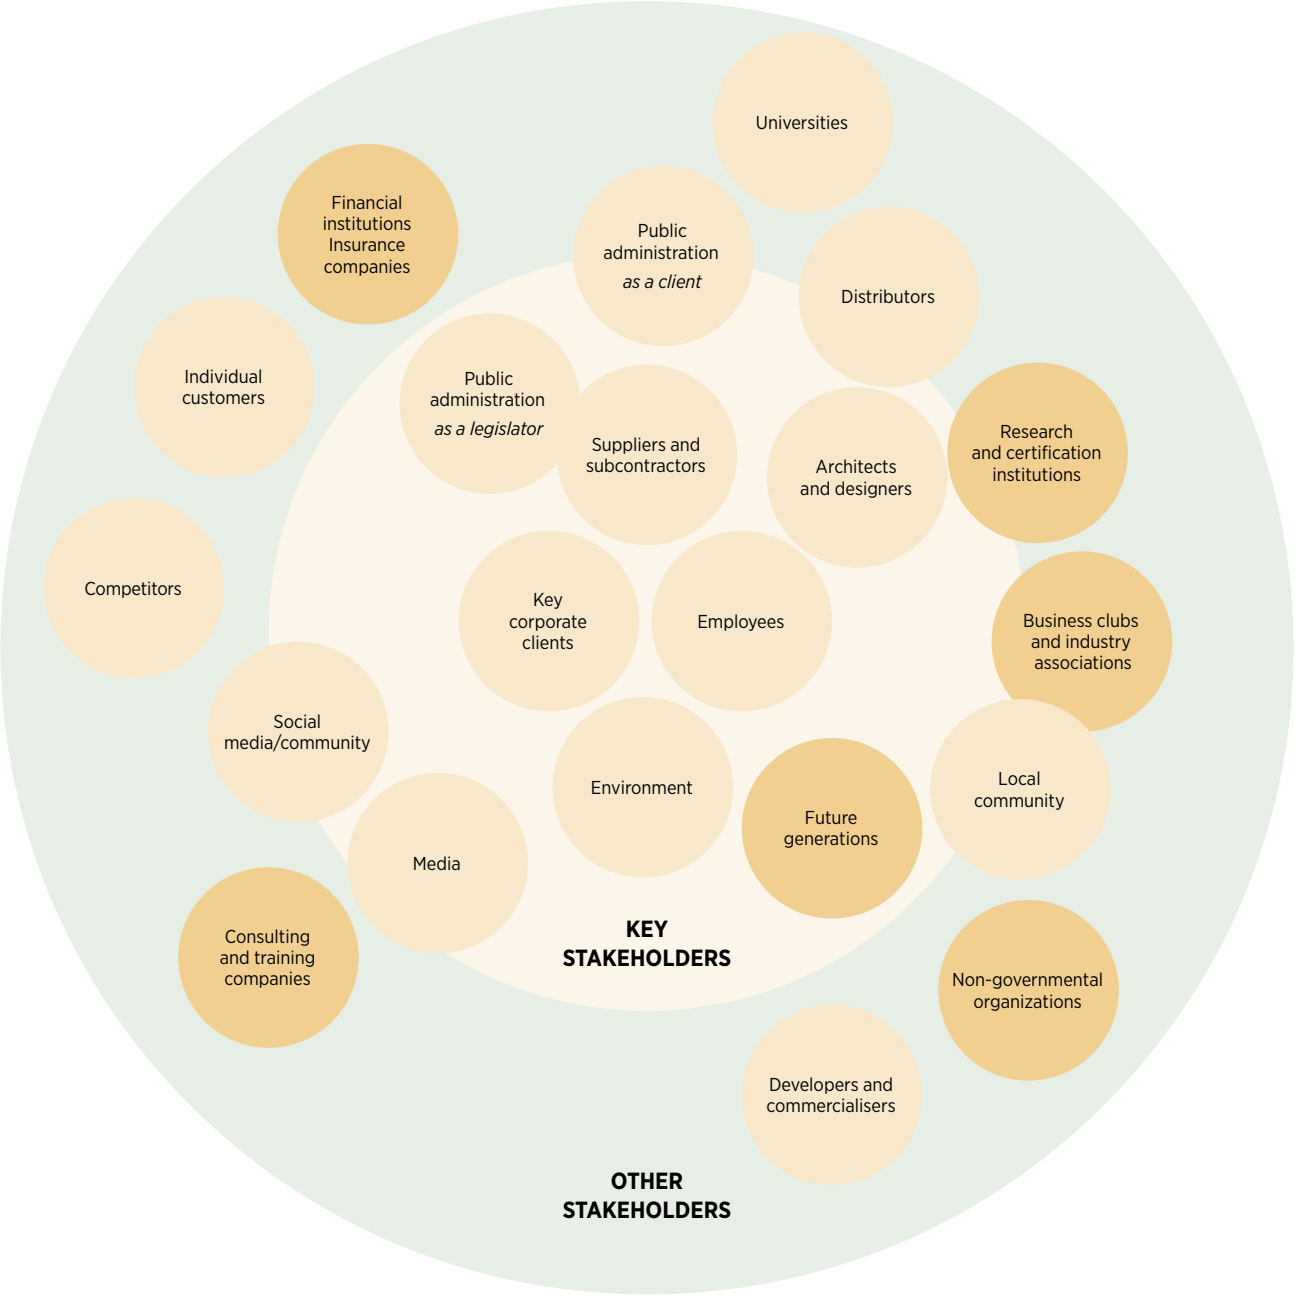 Universities
Financial
institutions
Insurance
companies
Public
administration
as a client
Distributors
Individual
customers
Public
administration
as a legislator
Suppliers and
subcontractors
Architects
and designers
Research
and certification
institutions
Competitors
Key
corporate
clients
Employees
Business clubs
and industry
associations
Social
media/community
Environment
Future
generations
Local
community
Media
Consulting
and training
companies
KEY
STAKEHOLDERS
Non-governmental
organizations
Developers and
commercialisers
OTHER
STAKEHOLDERS